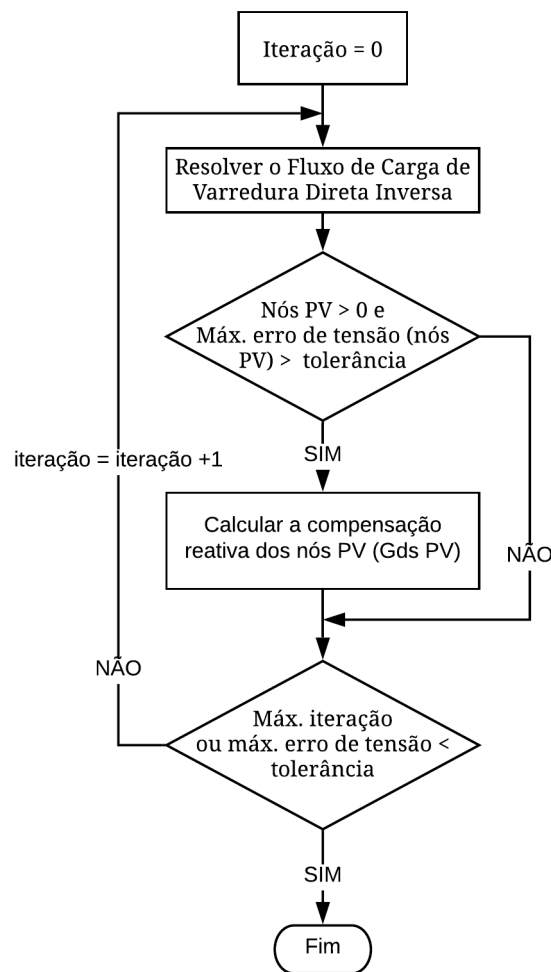 Iteração = 0
Resolver o Fluxo de Carga de
Varredura Direta Inversa
Nós PV > 0 e
Máx. erro de tensão (nós
PV) > tolerância
SIM
iteração = iteração +1
Calcular a compensação
reativa dos nós PV (Gds PV)
NÃO
NÃO
Máx. iteração
ou máx. erro de tensão <
tolerância
SIM
Fim